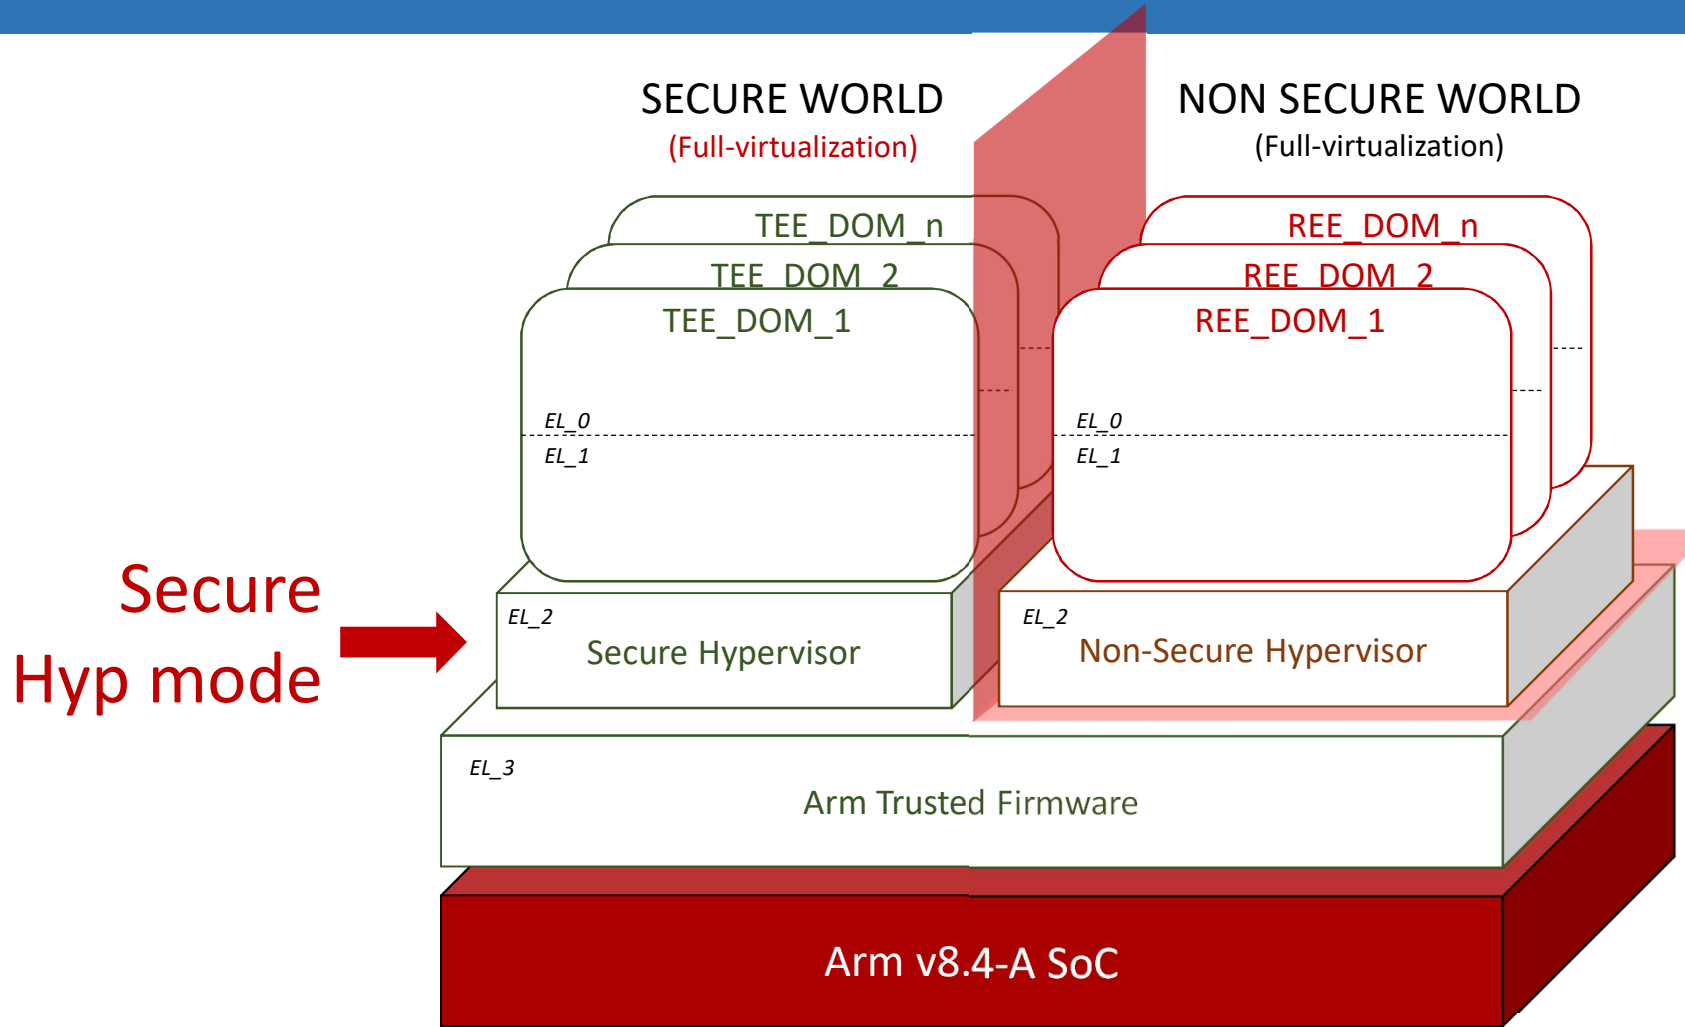 SECURE WORLD
(Full-virtualization)
NON SECURE WORLD
(Full-virtualization)
TEE_DOM_n
TEE_DOM_2
TEE_DOM_1
EL_0
EL_1
REE_DOM_n
REE_DOM_2
REE_DOM_1
EL_0
EL_1
Secure
Hyp mode
EL_2
Secure Hypervisor
EL_2
Non-Secure Hypervisor
EL_3
Arm Trusted Firmware
Arm v8.4-A SoC